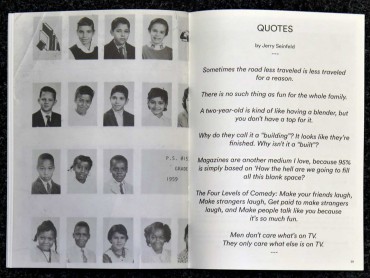 P.S. #15
GRADE
1959
QUOTES
by Jerry Seinfeld
Sometimes the road less traveled is less traveled
for a reason.
There is no such thing as fun for the whole family.
A two-year-old is kind of like having a blender, but
you don't have a top for it.
Why do they call it a "building"? It looks like they're
finished. Why isn't it a "built"?
Magazines are another medium I love, because 95%
is simply based on 'How the hell are we going to fill
all this blank space?'
The Four Levels of Comedy: Make your friends laugh,
Make strangers laugh, Get paid to make strangers
laugh, and Make people talk like you because
it's so much fun.
Men don't care what's on TV.
They only care what else is on TV.